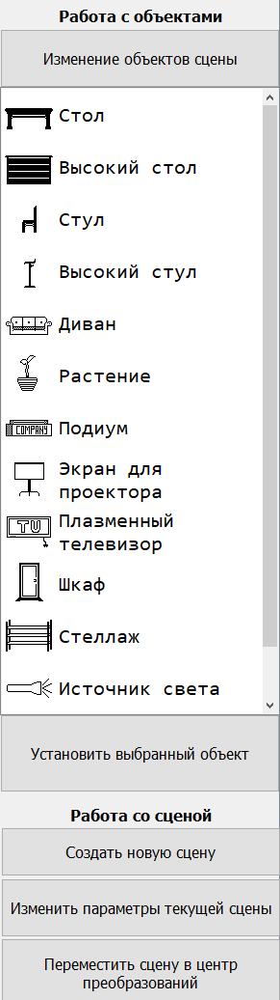 Работа с объектами
Изменение объектов сцены
Стол
Высокий стол
Стул
Высокий стул
Диван
Растение
COMPANY
Подиум
Экран для
проектора
TV
Плазменный
телевизор
Шкаф
Стеллаж
Источник света
Установить выбранный объект
Работа со сценой
Создать новую сцену
Изменить параметры текущей сцены
Переместить сцену в центр
преобразований